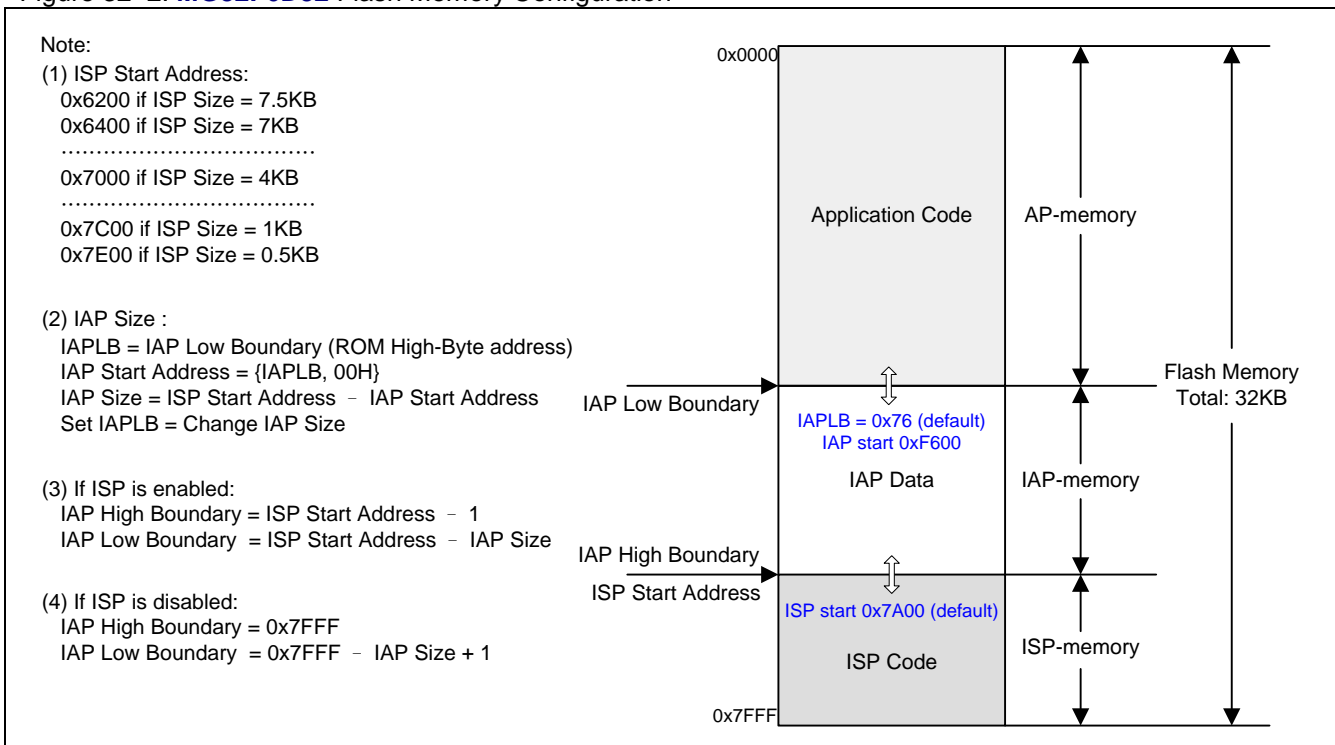 Figure Flash Memory Configuration
Note:
(1) ISP Start Address:
0x6200 if ISP Size = 7.5KB
0x6400 if ISP Size = 7KB
………………………………
0x7000 if ISP Size = 4KB
………………………………
0x7C00 if ISP Size = 1KB
0x7E00 if ISP Size = 0.5KB
(2) IAP Size :
IAPLB = IAP Low Boundary (ROM High-Byte address)
IAP Start Address = {IAPLB, 00H}
IAP Size = ISP Start Address – IAP Start Address
Set IAPLB = Change IAP Size
(3) If ISP is enabled:
IAP High Boundary = ISP Start Address – 1
IAP Low Boundary = ISP Start Address – IAP Size
(4) If ISP is disabled:
IAP High Boundary = 0x7FFF
IAP Low Boundary = 0x7FFF – IAP Size + 1
0x0000
Application Code
AP-memory
Flash Memory
Total: 32KB
IAP Low Boundary
IAPLB = 0x76 (default)
IAP start 0xF600
IAP Data
IAP-memory
IAP High Boundary
ISP Start Address
ISP start 0x7A00 (default)
ISP Code
ISP-memory
0x7FFF